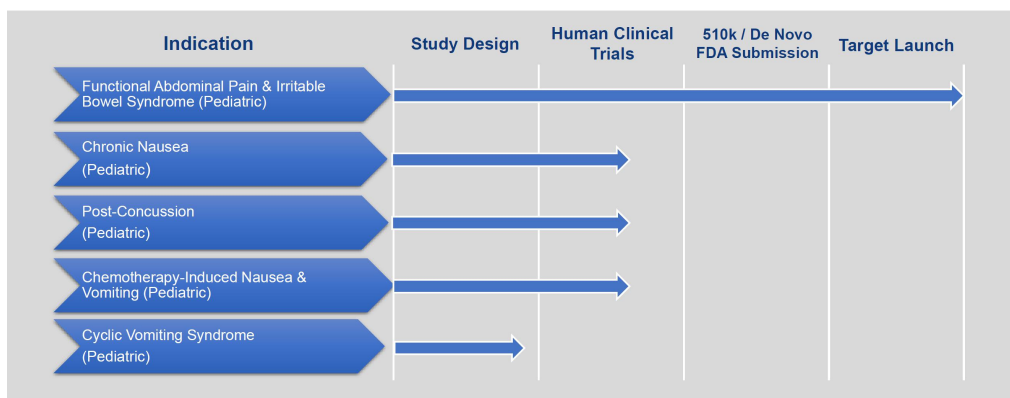 Indication
Study Design
Human Clinical
Trials
510k / De Novo
FDA Submission
Target Launch
Functional Abdominal Pain & Irritable
Bowel Syndrome (Pediatric)
Chronic Nausea
(Pediatric)
Post-Concussion
(Pediatric)
Chemotherapy-Induced Nausea &
Vomiting (Pediatric)
Cyclic Vomiting Syndrome
(Pediatric)